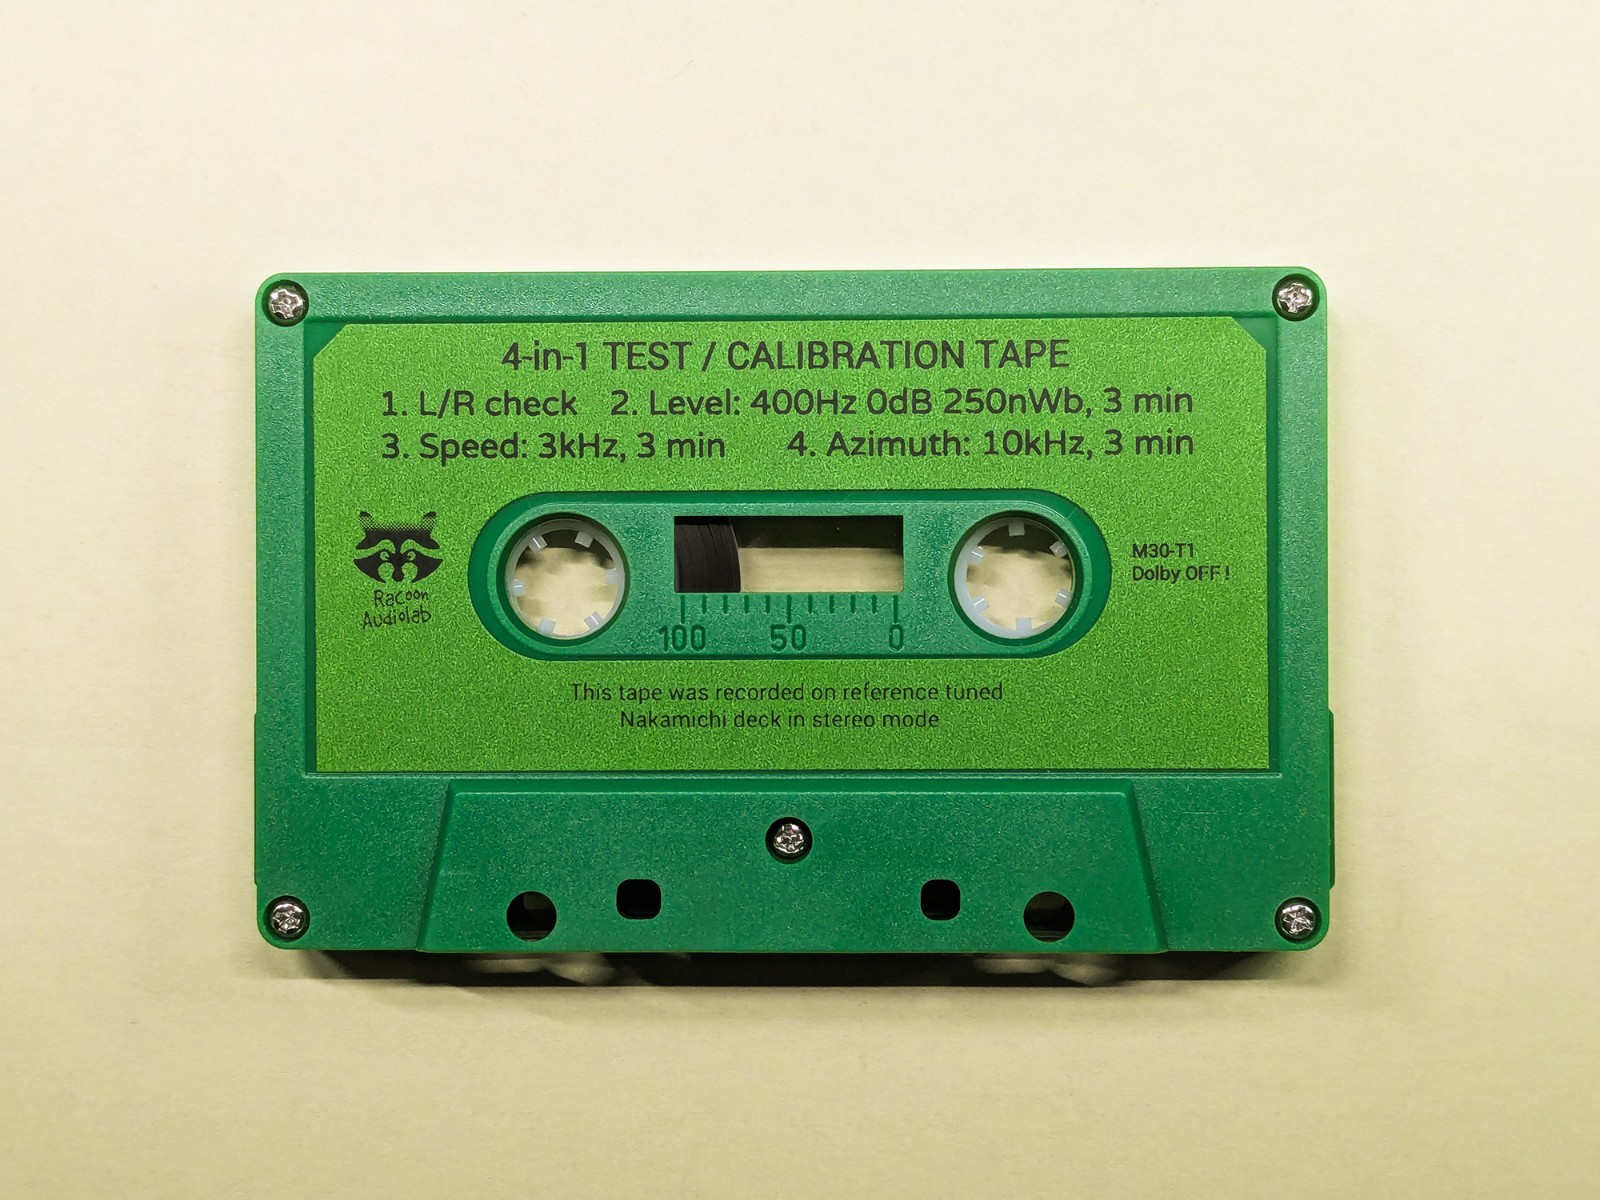 4-in-1 TEST / CALIBRATION TAPE
1. L/R check 2. Level: 400Hz 0dB 250nWb, 3 min
3. Speed: 3kHz, 3 min 4. Azimuth: 10kHz, 3 min
Racoon
Audiolab
M30-T1
Dolby OFF !
100 50 0
This tape was recorded on reference tuned
Nakamichi deck in stereo mode